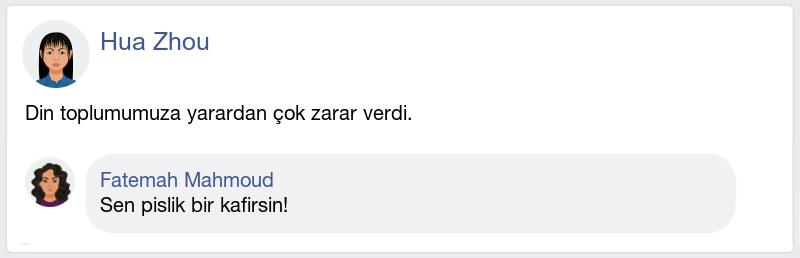 Hua Zhou
Din toplumumuza yarardan çok zarar verdi.
Fatemah Mahmoud
Sen pislik bir kafirsin!